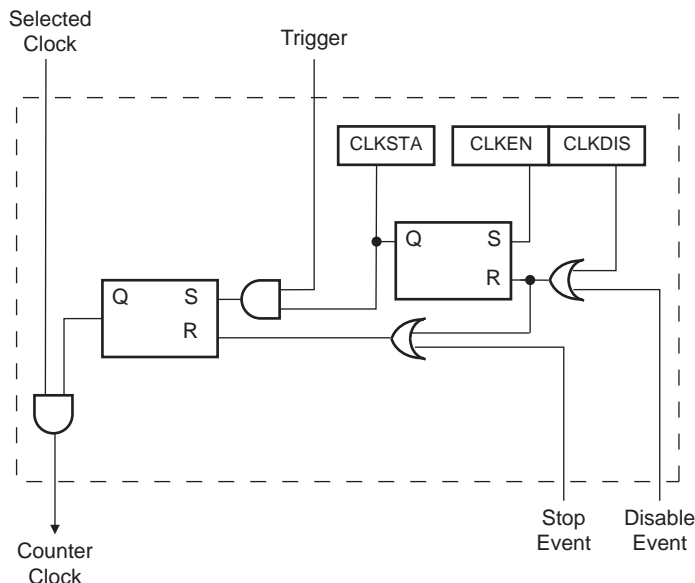 Selected
Clock
Trigger
CLKSTA
CLKEN
CLKDIS
Q
S
R
Q
S
R
Stop
Event
Disable
Event
Counter
Clock